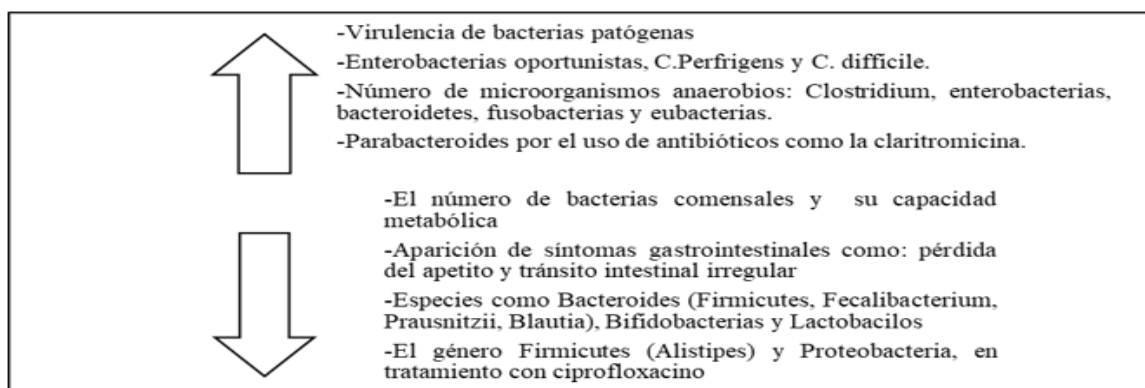 -Virulencia de bacterias patógenas
-Enterobacterias oportunistas, C.Perfrigens y C. difficile.
-Número de microorganismos anaerobios: Clostridium, enterobacterias,
bacteroidetes, fusobacterias y eubacterias.
-Parabacteroides por el uso de antibióticos como la claritromicina.
-El número de bacterias comensales y su capacidad
metabólica
-Aparición de síntomas gastrointestinales como: pérdida
del apetito y tránsito intestinal irregular
-Especies como Bacteroides (Firmicutes, Fecalibacterium,
Prausnitzii, Blautia), Bifidobacterias y Lactobacilos
-El género Firmicutes (Alistipes) y Proteobacteria, en
tratamiento con ciprofloxacino